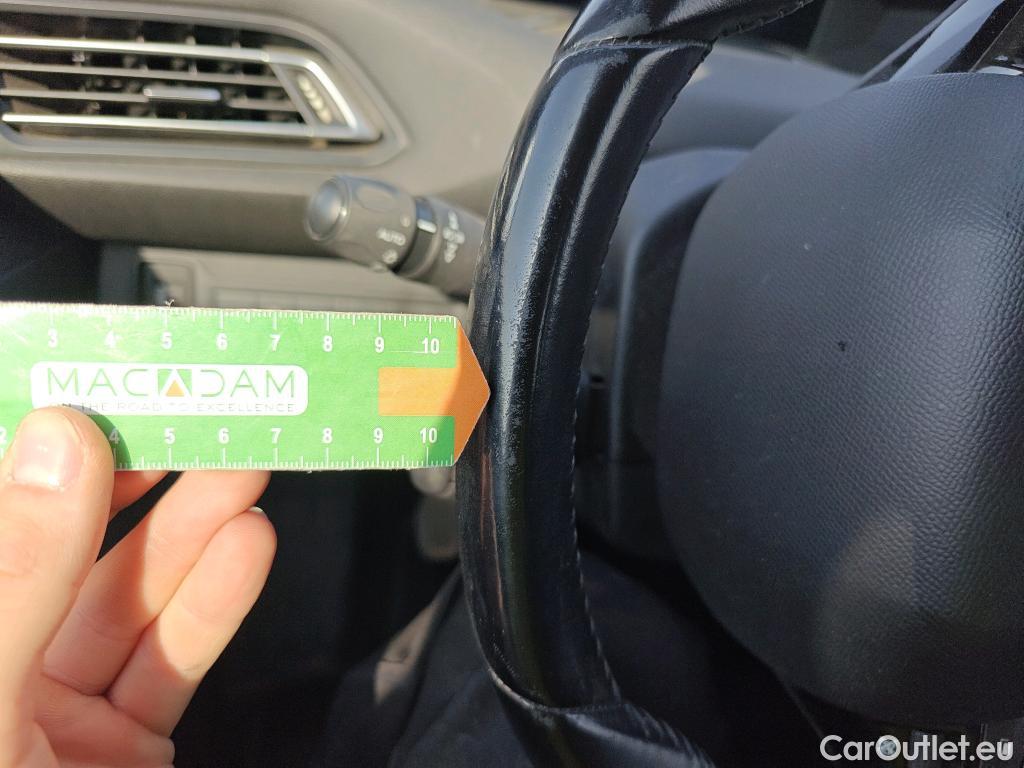 AUTO
3 4 5 6 7 8 9 10
MACADAM
ON THE ROAD TO EXCELLENCE
2 4 5 6 7 8 9 10
CarOutlet.eu